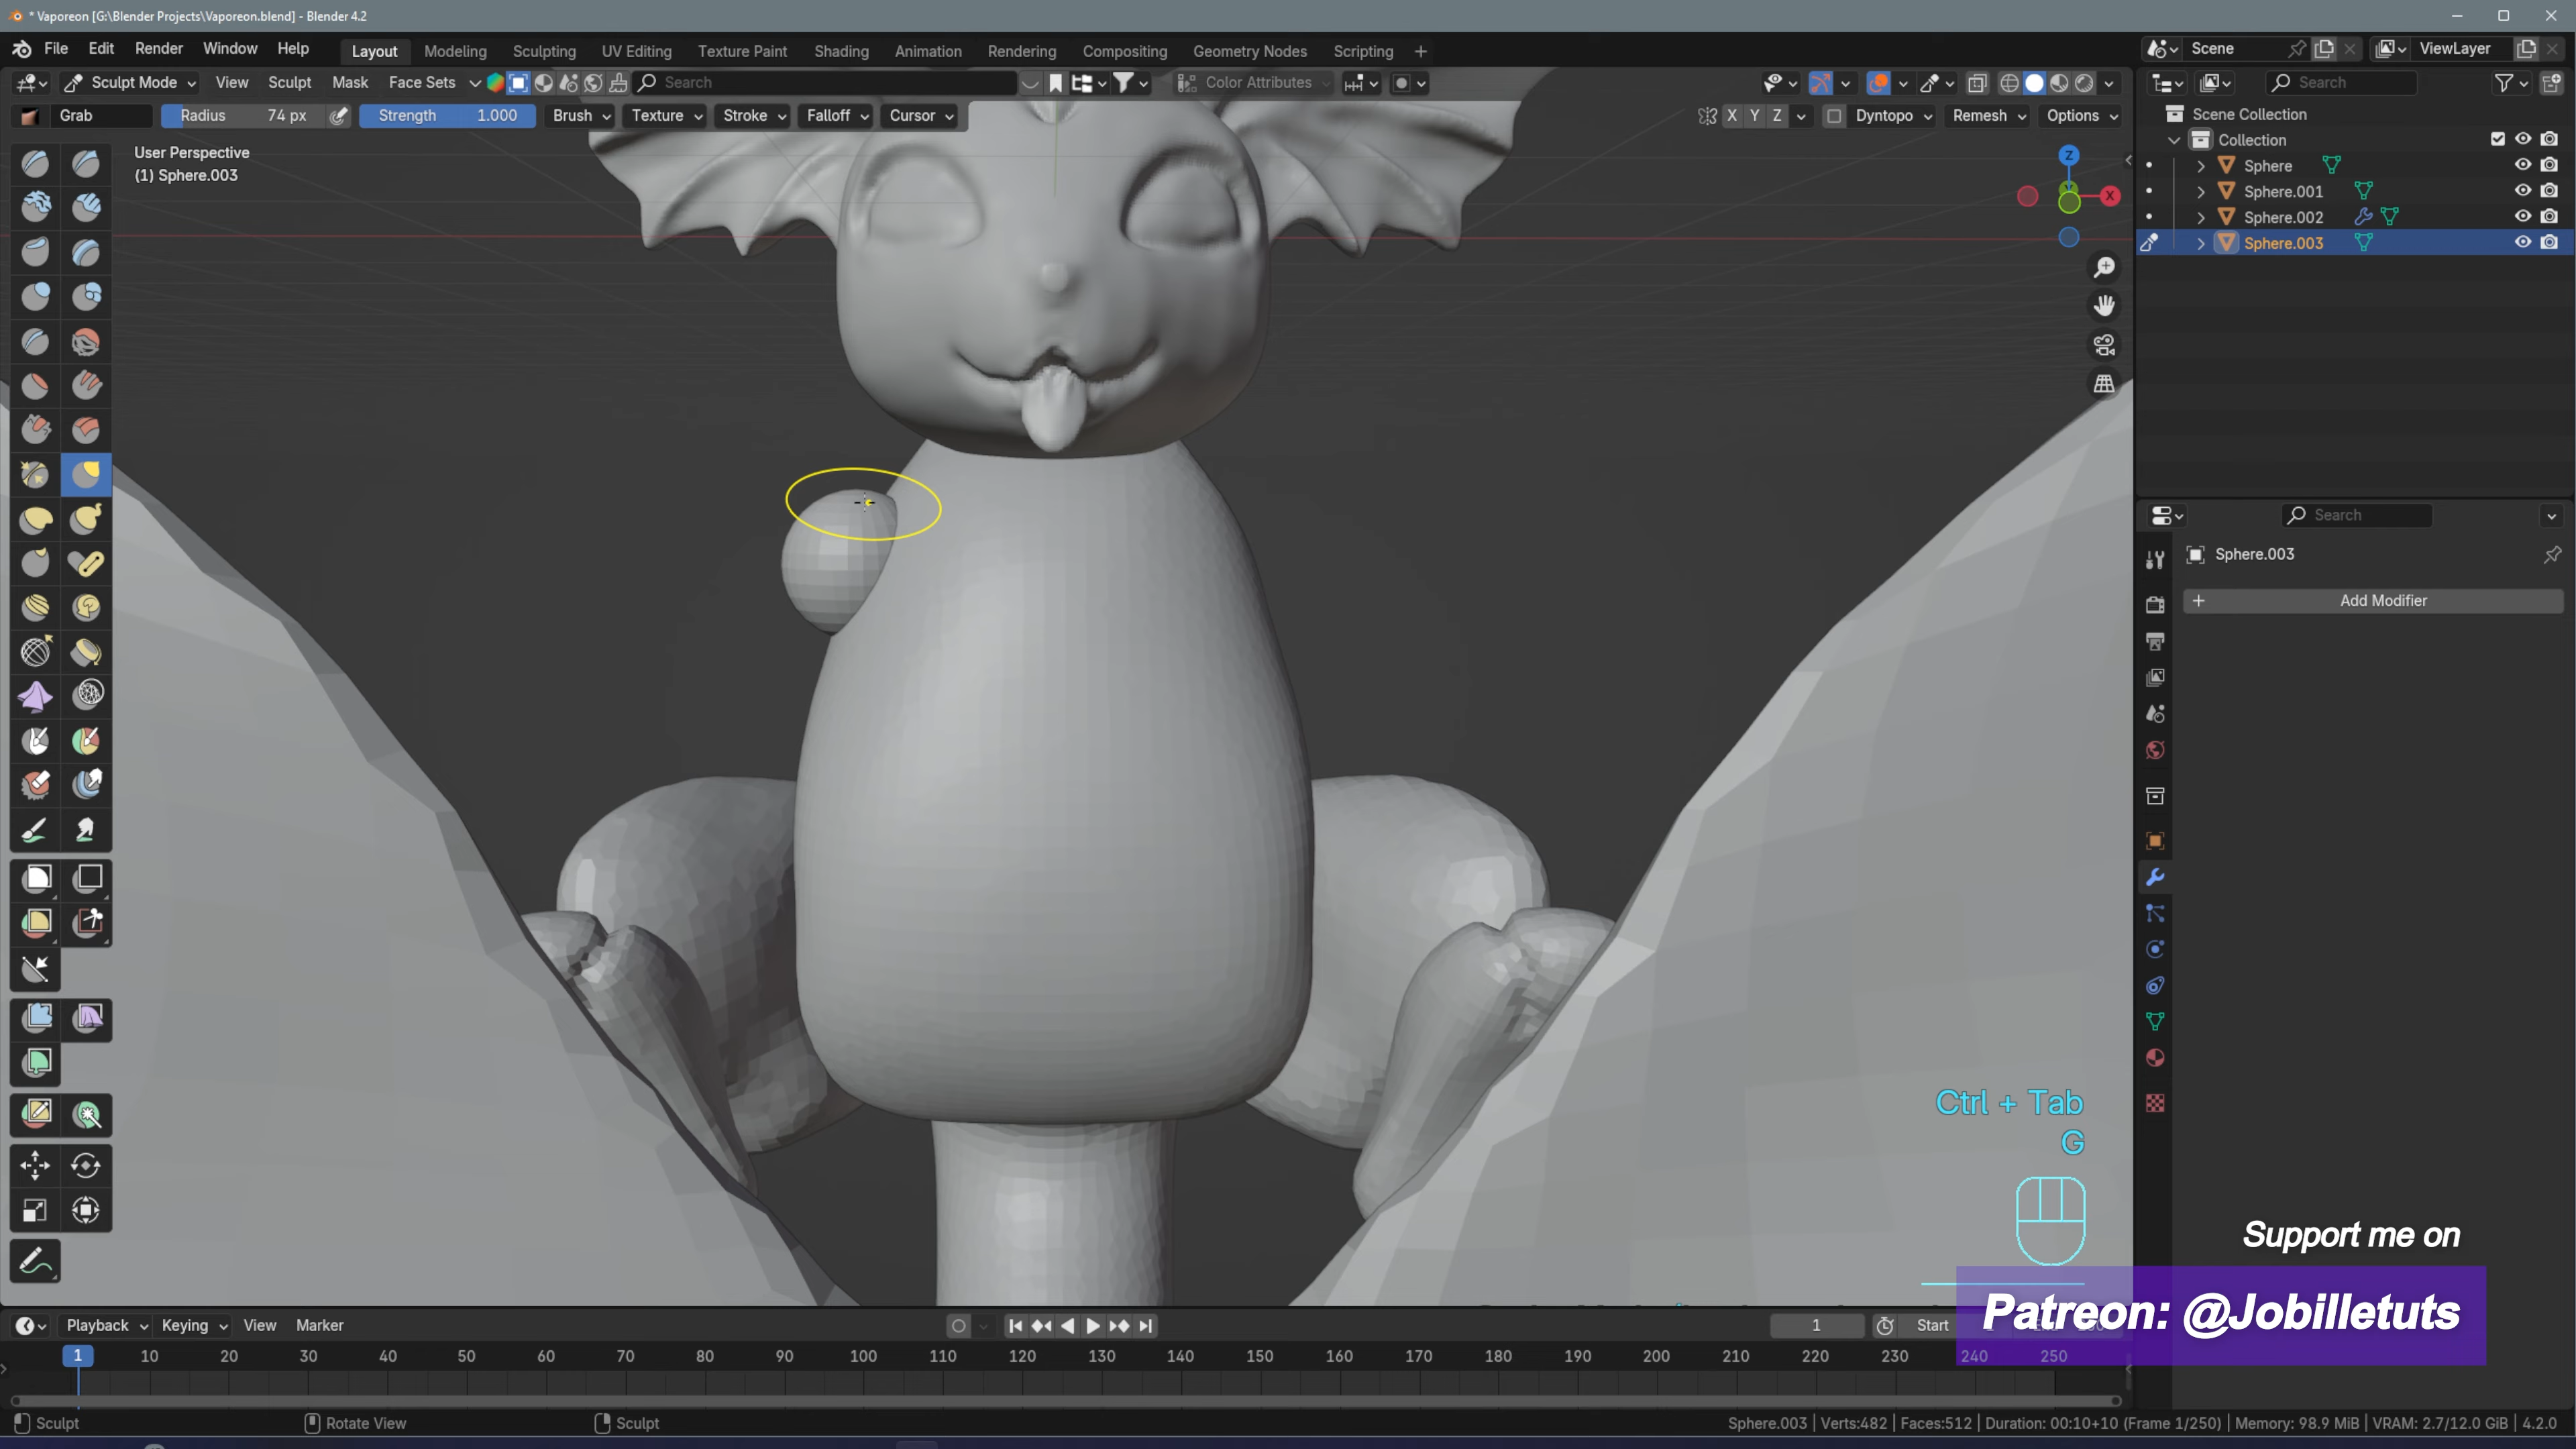 * Vaporeon [G:\Blender Projects\Vaporeon.blend] - Blender 4.2
File Edit Render Window Help Layout Modeling Sculpting UV Editing Texture Paint Shading Animation Rendering Compositing Geometry Nodes Scripting + Scene ViewLayer
Sculpt Mode View Sculpt Mask Face Sets Search Color Attributes Search
Grab Radius 74 px Strength 1.000 Brush Texture Stroke Falloff Cursor X Y Z Dyntopo Remesh Options
Scene Collection
Collection
Sphere
Sphere.001
Sphere.002
Sphere.003
User Perspective
(1) Sphere.003
Z
X
Search
Sphere.003
+ Add Modifier
Ctrl + Tab
G
Support me on
Patreon: @Jobilletuts
Playback Keying View Marker 1 Start
1 10 20 30 40 50 60 70 80 90 100 110 120 130 140 150 160 170 180 190 200 210 220 230 240 250
Sculpt Rotate View Sculpt Sphere.003 | Verts:482 | Faces:512 | Duration: 00:10+10 (Frame 1/250) | Memory: 98.9 MiB | VRAM: 2.7/12.0 GiB | 4.2.0